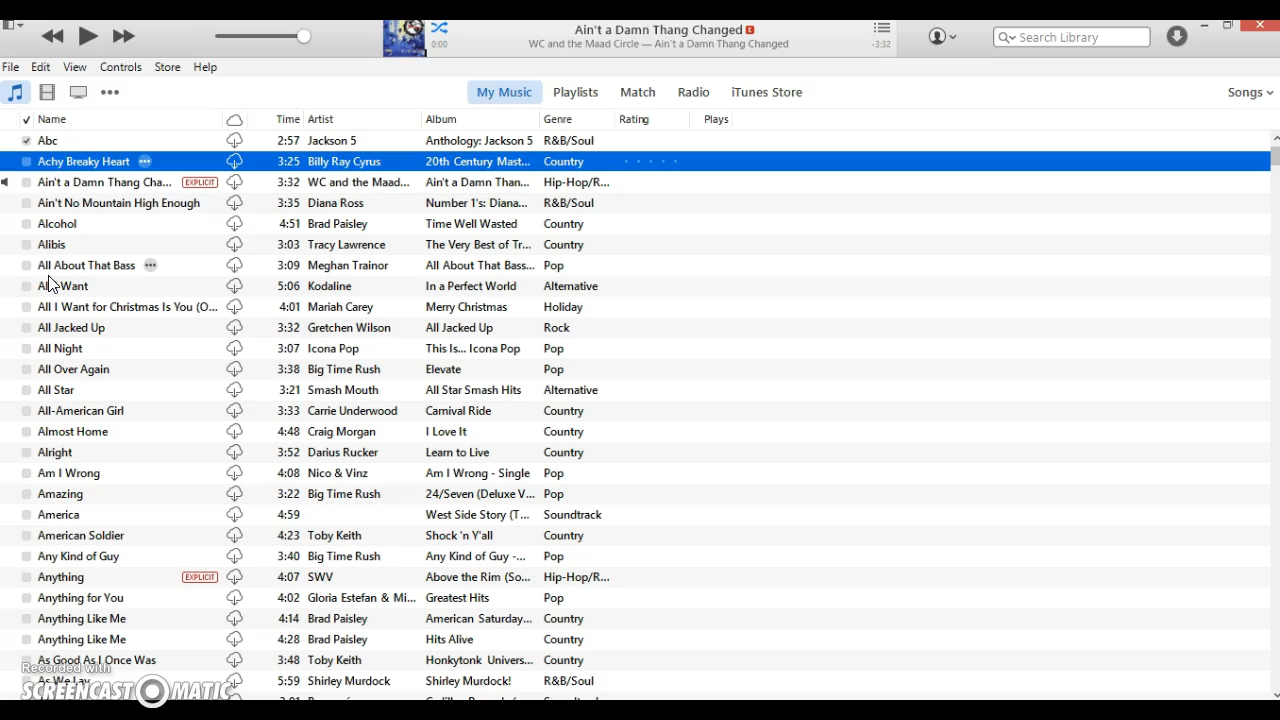 Ain't a Damn Thang Changed E
0:00 WC and the Maad Circle — Ain't a Damn Thang Changed -3:32
Search Library
File Edit View Controls Store Help
My Music Playlists Match Radio iTunes Store Songs
Name Time Artist Album Genre Rating Plays
Abc 2:57 Jackson 5 Anthology: Jackson 5 R&B/Soul
Achy Breaky Heart 3:25 Billy Ray Cyrus 20th Century Mast... Country
Ain't a Damn Thang Cha... EXPLICIT 3:32 WC and the Maad... Ain't a Damn Than... Hip-Hop/R...
Ain't No Mountain High Enough 3:35 Diana Ross Number 1's: Diana... R&B/Soul
Alcohol 4:51 Brad Paisley Time Well Wasted Country
Alibis 3:03 Tracy Lawrence The Very Best of Tr... Country
All About That Bass 3:09 Meghan Trainor All About That Bass... Pop
Want 5:06 Kodaline In a Perfect World Alternative
All I Want for Christmas Is You (O... 4:01 Mariah Carey Merry Christmas Holiday
All Jacked Up 3:32 Gretchen Wilson All Jacked Up Rock
All Night 3:07 Icona Pop This Is... Icona Pop Pop
All Over Again 3:38 Big Time Rush Elevate Pop
All Star 3:21 Smash Mouth All Star Smash Hits Alternative
All-American Girl 3:33 Carrie Underwood Carnival Ride Country
Almost Home 4:48 Craig Morgan I Love It Country
Alright 3:52 Darius Rucker Learn to Live Country
Am I Wrong 4:08 Nico & Vinz Am I Wrong - Single Pop
Amazing 3:22 Big Time Rush 24/Seven (Deluxe V... Pop
America 4:59 West Side Story (T... Soundtrack
American Soldier 4:23 Toby Keith Shock 'n Y'all Country
Any Kind of Guy 3:40 Big Time Rush Any Kind of Guy -... Pop
Anything EXPLICIT 4:07 SWV Above the Rim (So... Hip-Hop/R...
Anything for You 4:02 Gloria Estefan & Mi... Greatest Hits Pop
Anything Like Me 4:14 Brad Paisley American Saturday... Country
Anything Like Me 4:28 Brad Paisley Hits Alive Country
As Good As I Once Was 3:48 Toby Keith Honkytonk Univers... Country
Recorded with
As We Lay 5:59 Shirley Murdock Shirley Murdock! R&B/Soul
SCREENCAST MATIC